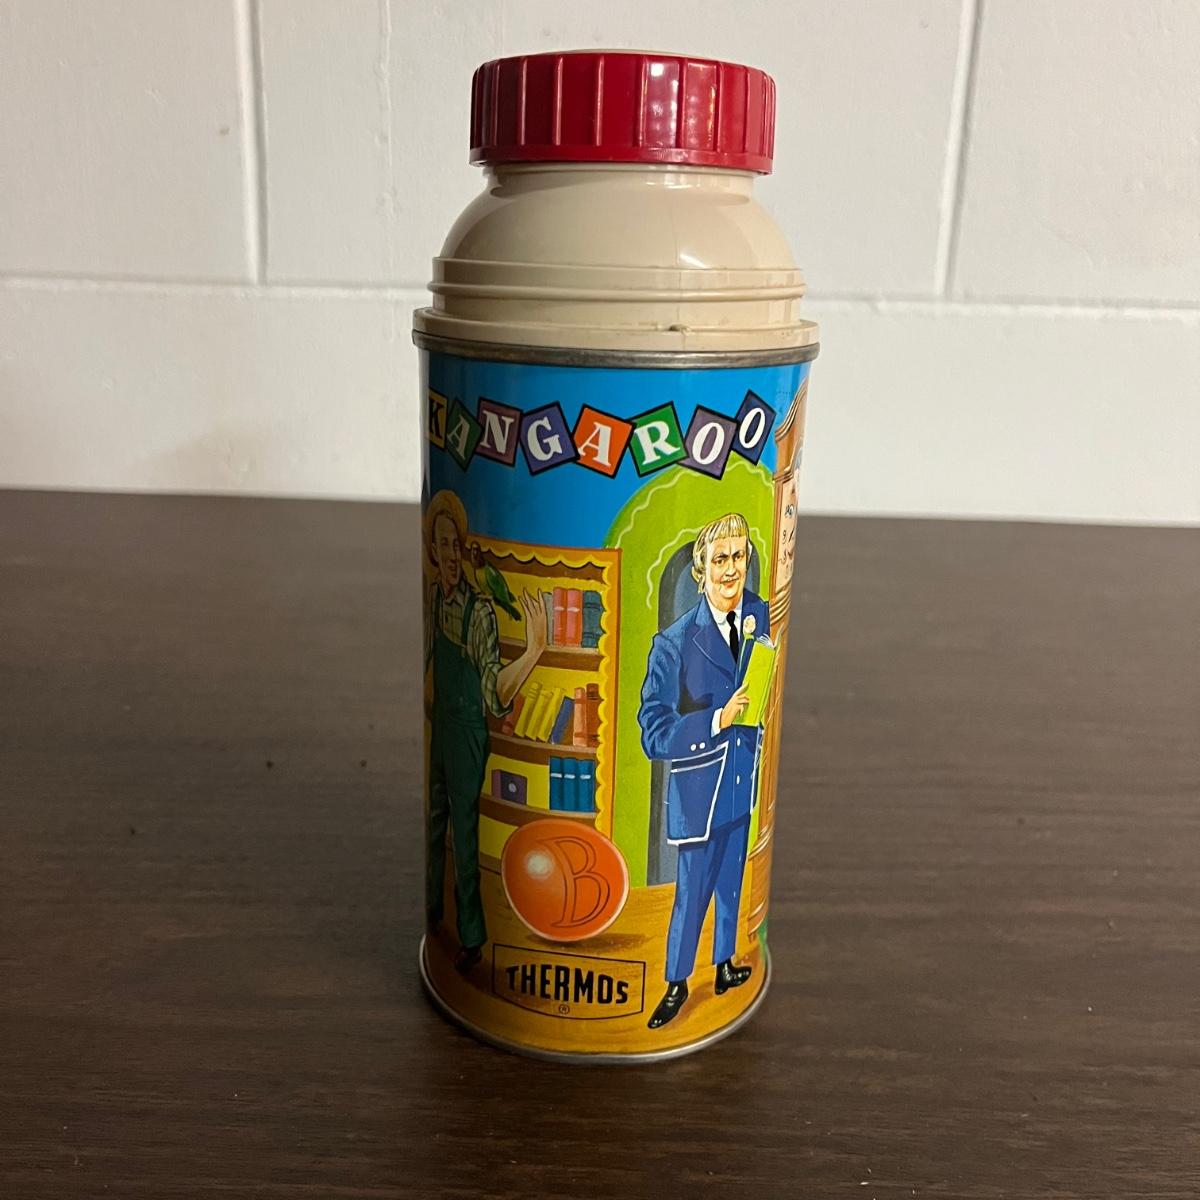 KANGAROO
B
THERMOS
®